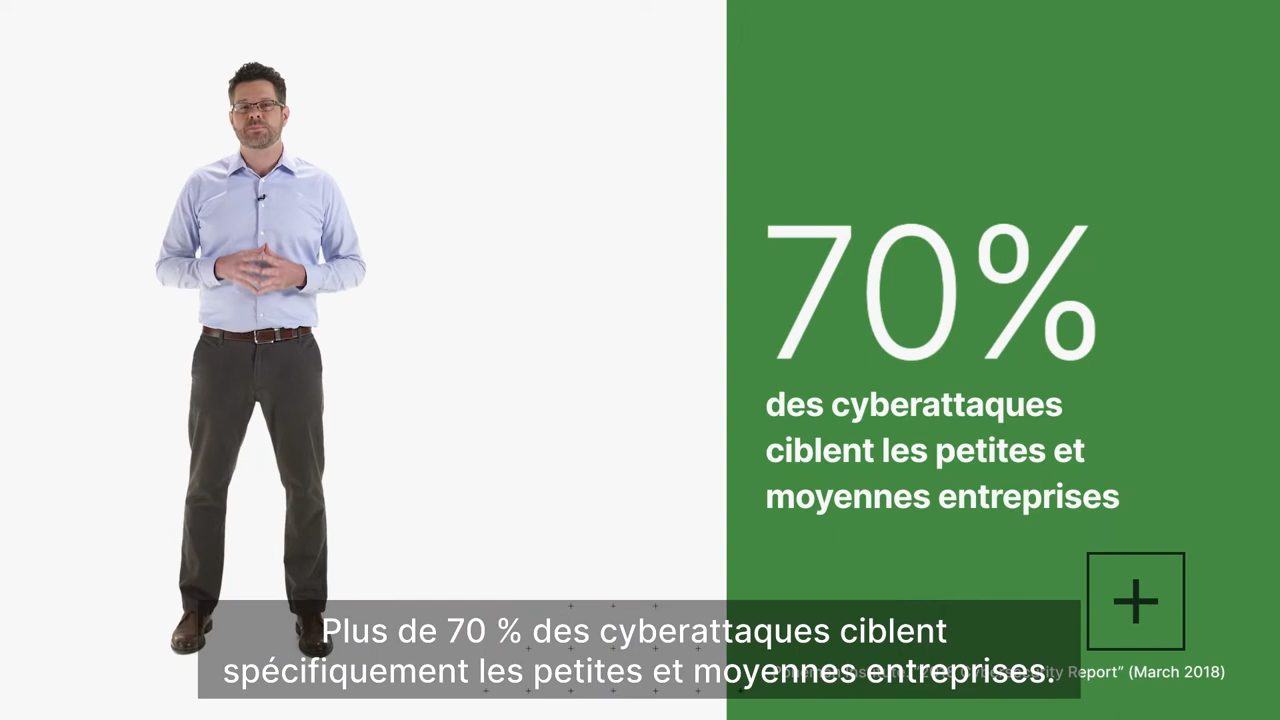 70%
des cyberattaques
ciblent les petites et
moyennes entreprises
Plus de 70 % des cyberattaques ciblent
spécifiquement les petites et moyennes entreprises.
Report” (March 2018)